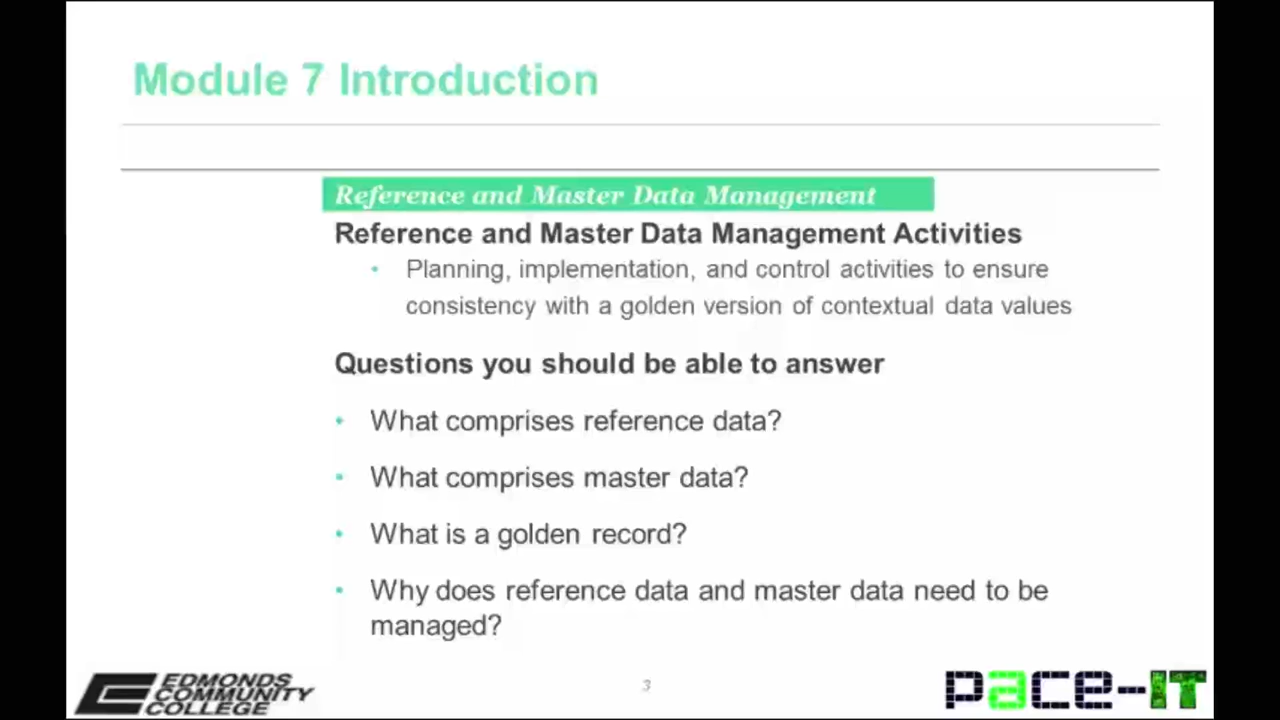 Module 7 Introduction
Reference and Master Data Management
Reference and Master Data Management Activities
• Planning, implementation, and control activities to ensure
consistency with a golden version of contextual data values
Questions you should be able to answer
• What comprises reference data?
• What comprises master data?
• What is a golden record?
• Why does reference data and master data need to be
managed?
EDMONDS
COMMUNITY
COLLEGE
3
pace-IT